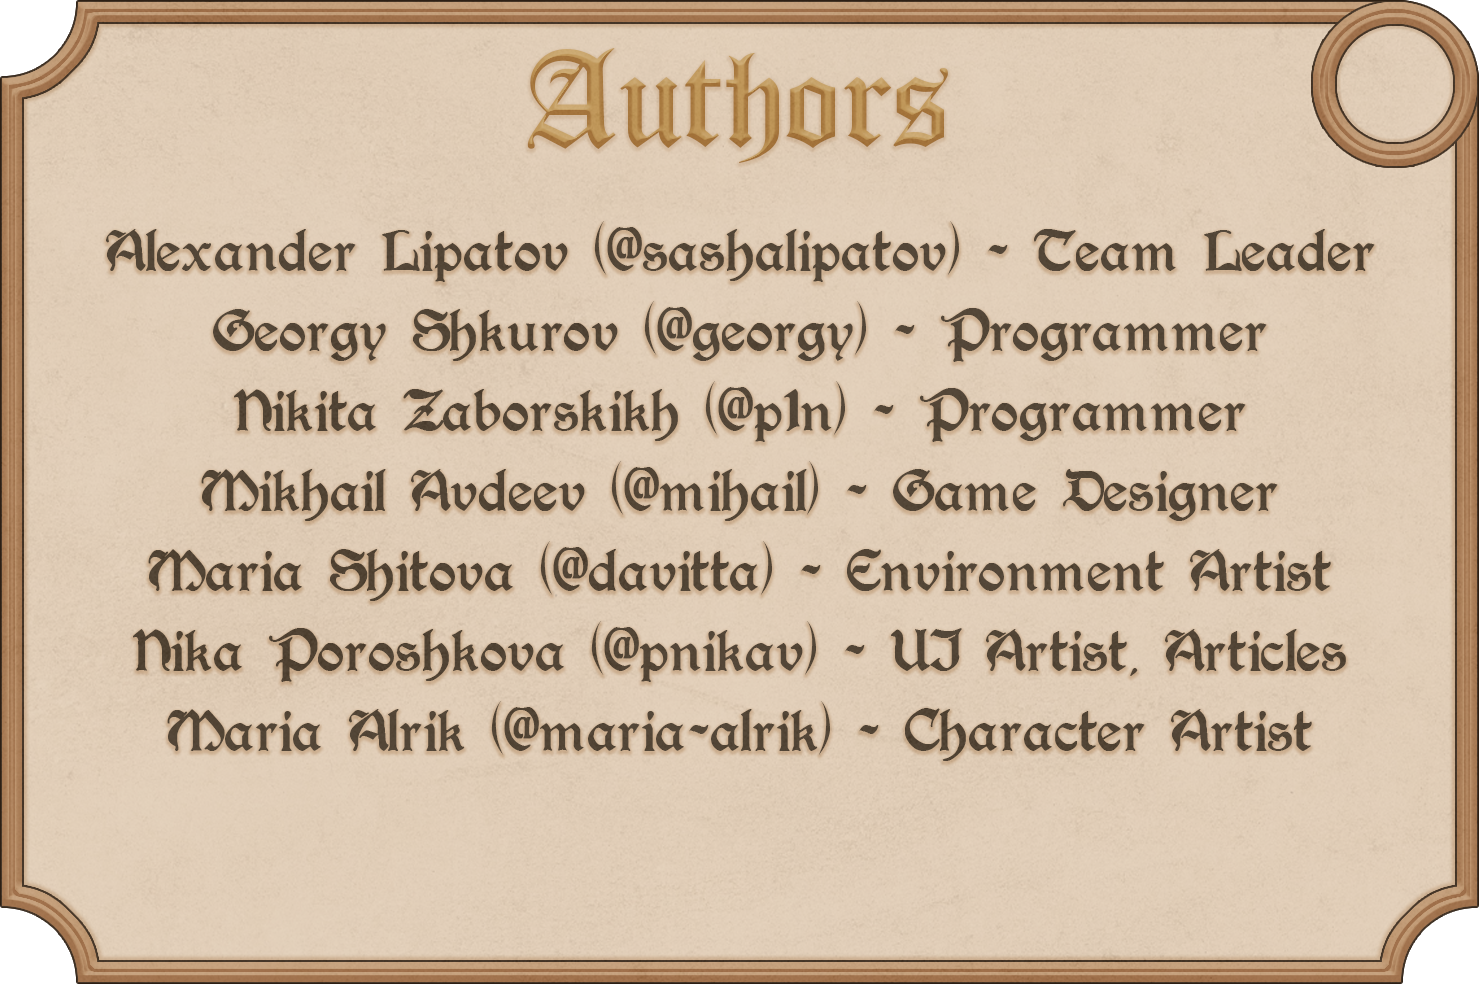 Authors
Alexander Lipatov (@sashalipatov) - Team Leader
Georgy Shkurov (@georgy) - Programmer
Nikita Zaborskikh (@p1n) - Programmer
Mikhail Avdeev (@mihail) - Game Designer
Maria Shitova (@davitta) - Environment Artist
Nika Poroshkova (@pnikav) - UI Artist, Articles
Maria Alrik (@maria-alrik) - Character Artist